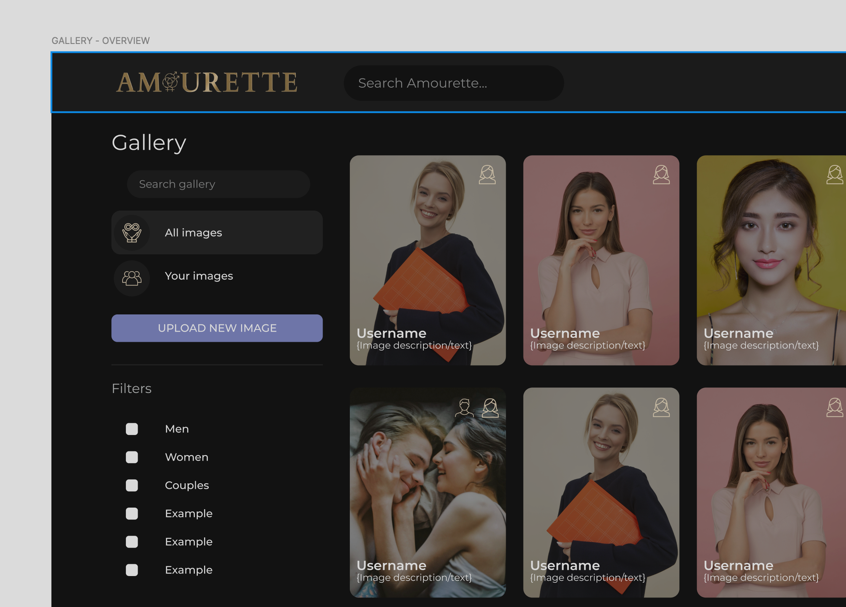 GALLERY - OVERVIEW
AMOURETTE
Search Amourette...
Gallery
Search gallery
All images
Your images
UPLOAD NEW IMAGE
Filters
Men
Women
Couples
Example
Example
Example
Username
{Image description/text}
Username
{Image description/text}
Username
{Image description/text}
Username
{Image description/text}
Username
{Image description/text}
Username
{Image description/text}